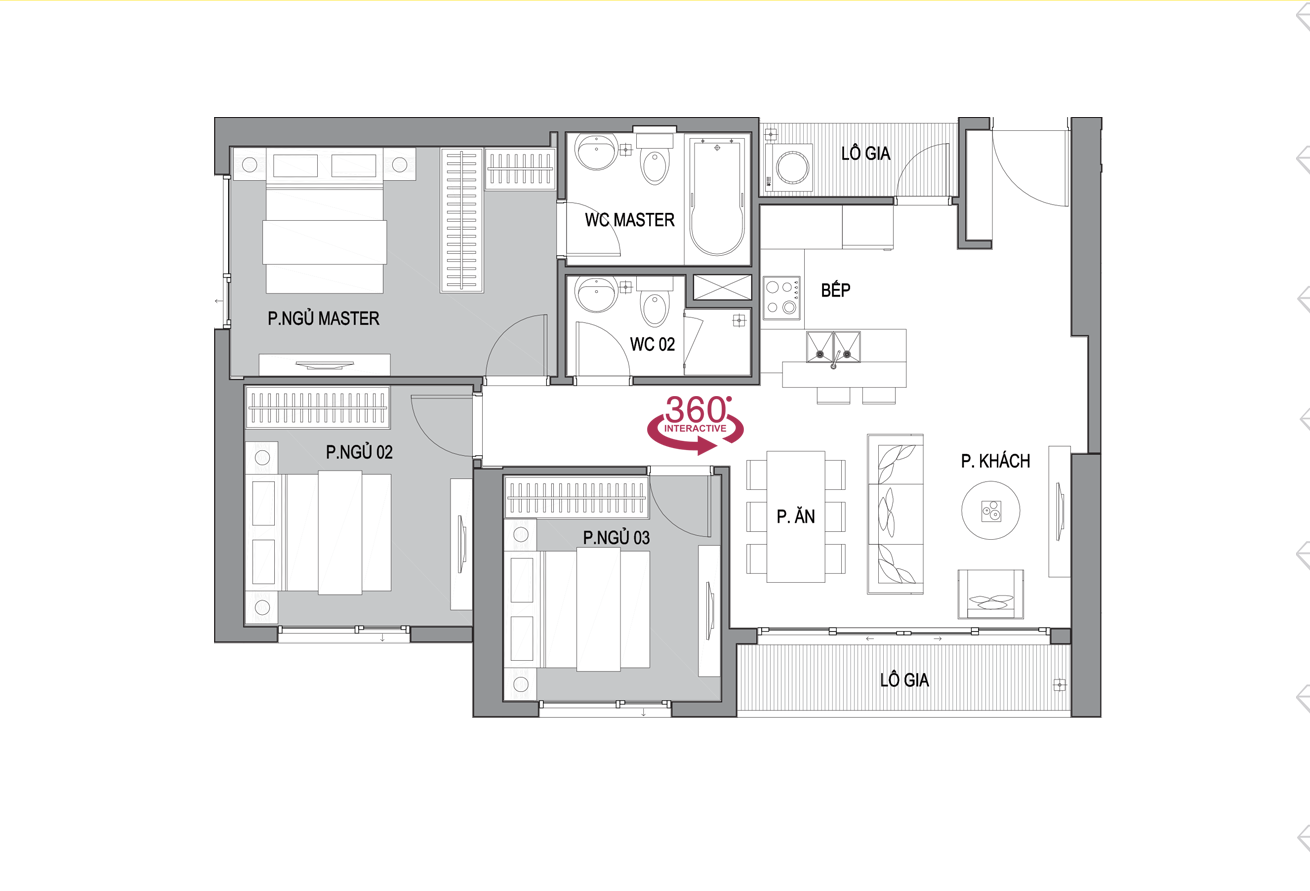 LÔ GIA
WC MASTER
BẾP
P.NGỦ MASTER
WC 02
360°
INTERACTIVE
P.NGỦ 02
P. KHÁCH
P. ĂN
P.NGỦ 03
LÔ GIA